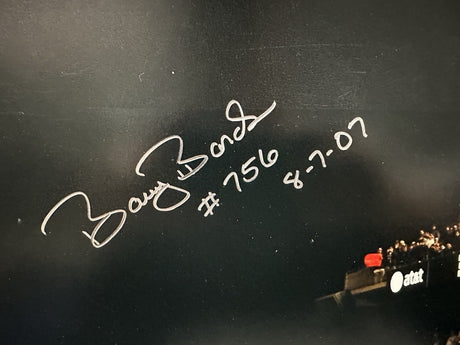 Barry Bonds
# 756
8-7-07
at&t